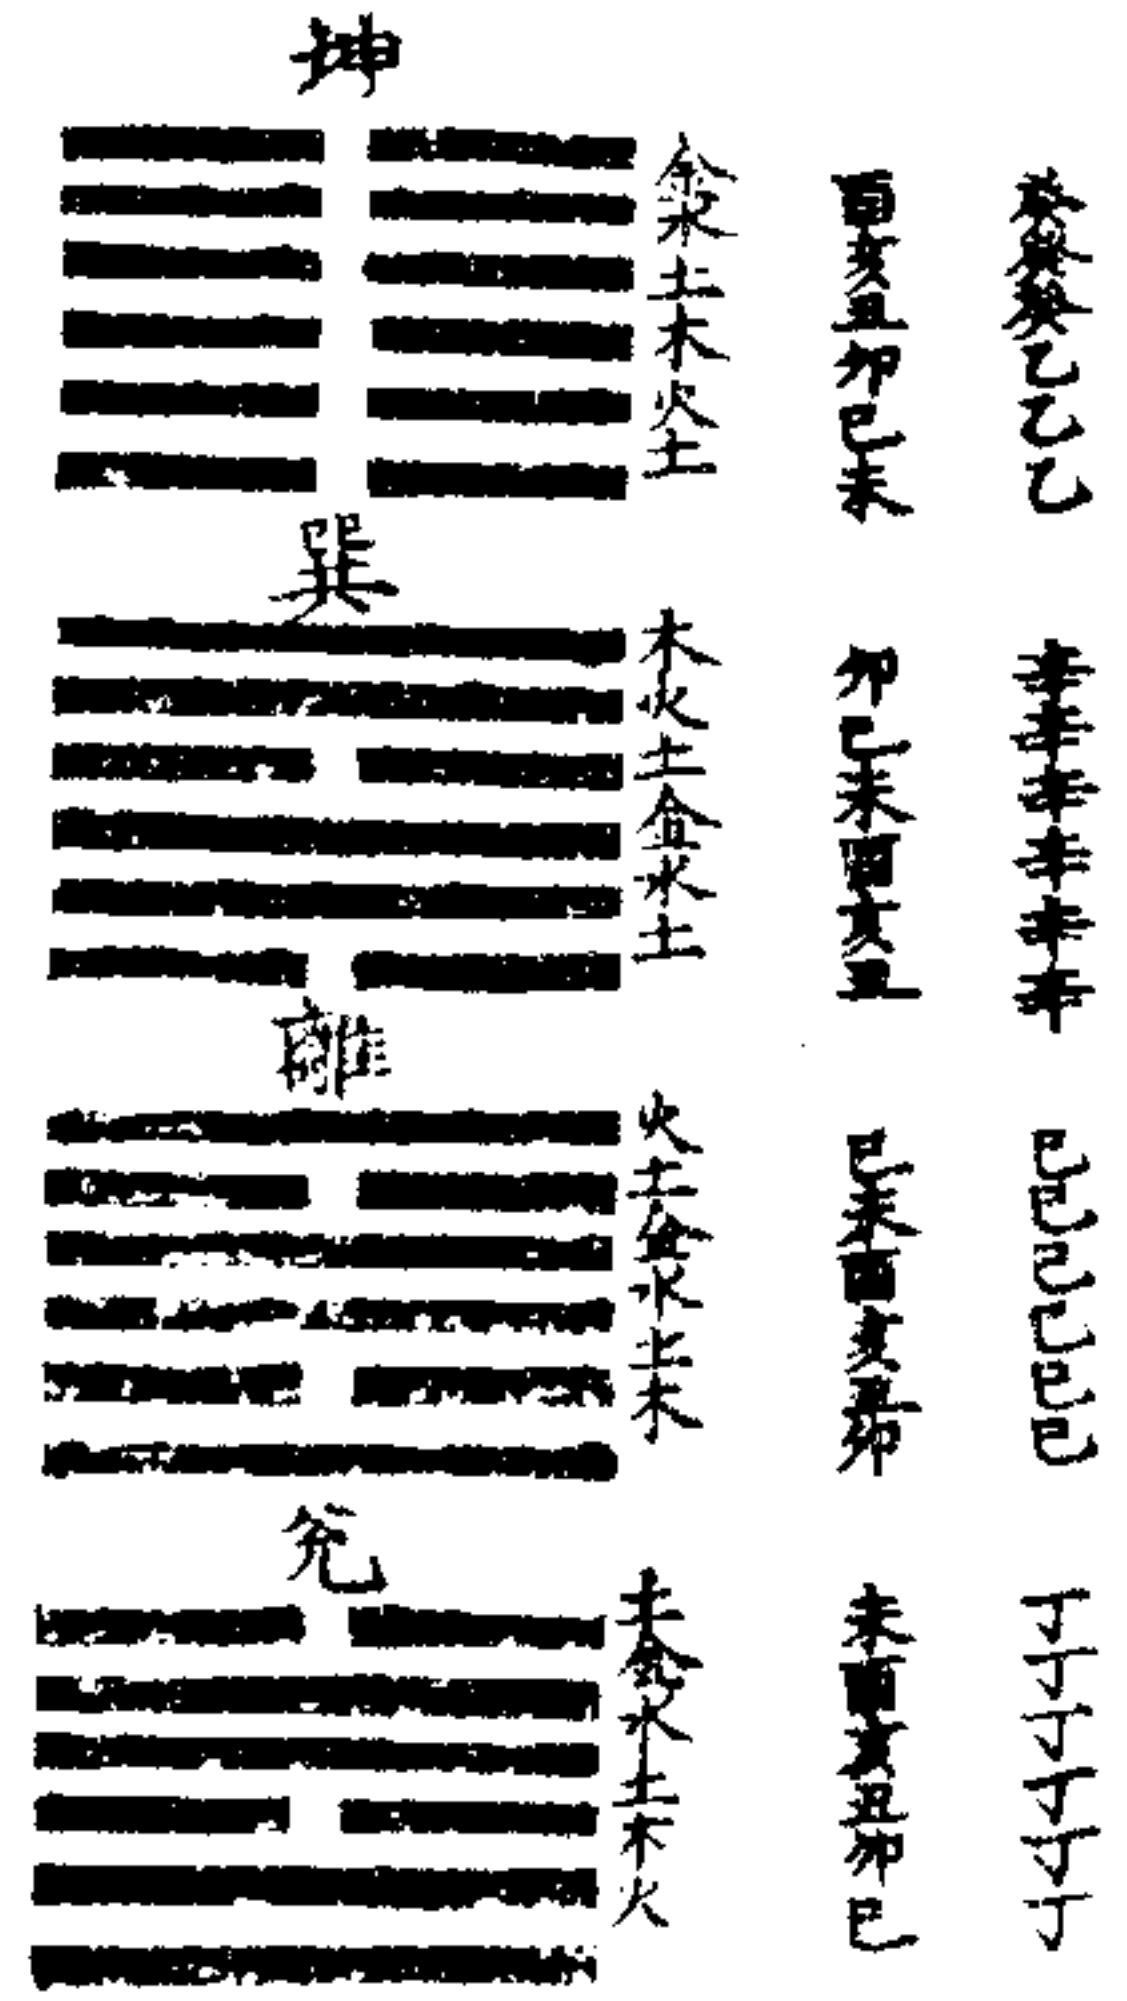 坤
金水土木火土
酉亥丑卯巳未
癸癸癸乙乙乙
巽
木火土金水土
卯巳未酉亥丑
辛辛辛辛辛辛
離
火土金水土木
巳未酉亥丑卯
己己己己己己
兌
土金水土木火
未酉亥丑卯巳
丁丁丁丁丁丁